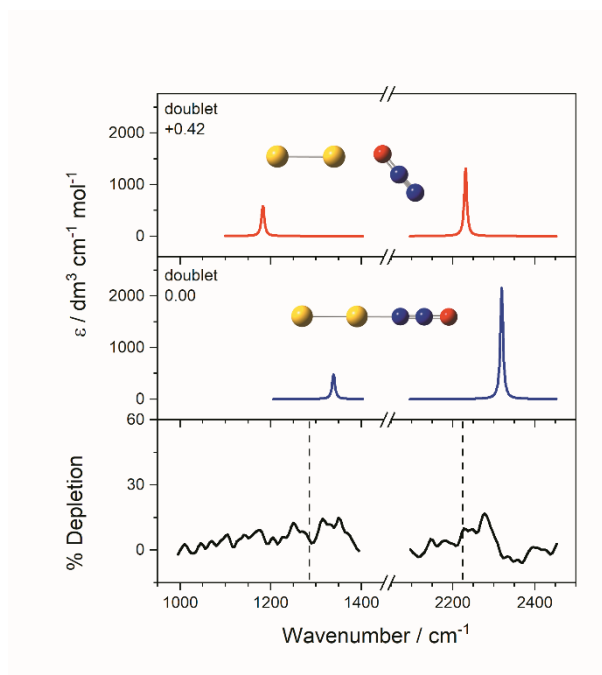 doublet
+0.42
2000
1000
0
doublet
0.00
2000
1000
0
ε / dm³ cm⁻¹ mol⁻¹
60
30
0
% Depletion
1000 1200 1400 2200 2400
Wavenumber / cm⁻¹